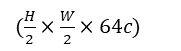 (H/2 × W/2 × 64c)